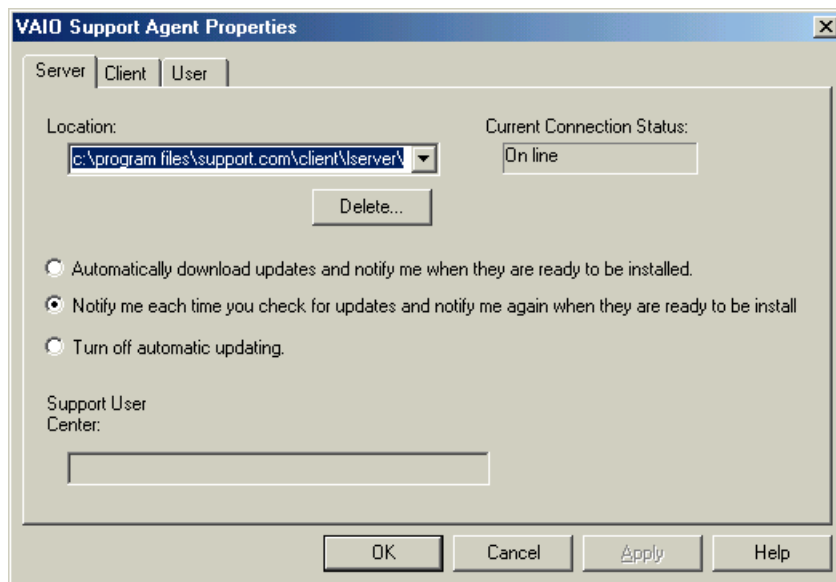 VAIO Support Agent Properties
Server
Client
User
Location:
Current Connection Status:
c:\program files\support.com\client\lserver\
On line
Delete...
Automatically download updates and notify me when they are ready to be installed.
Notify me each time you check for updates and notify me again when they are ready to be install
Turn off automatic updating.
Support User
Center:
OK
Cancel
Apply
Help